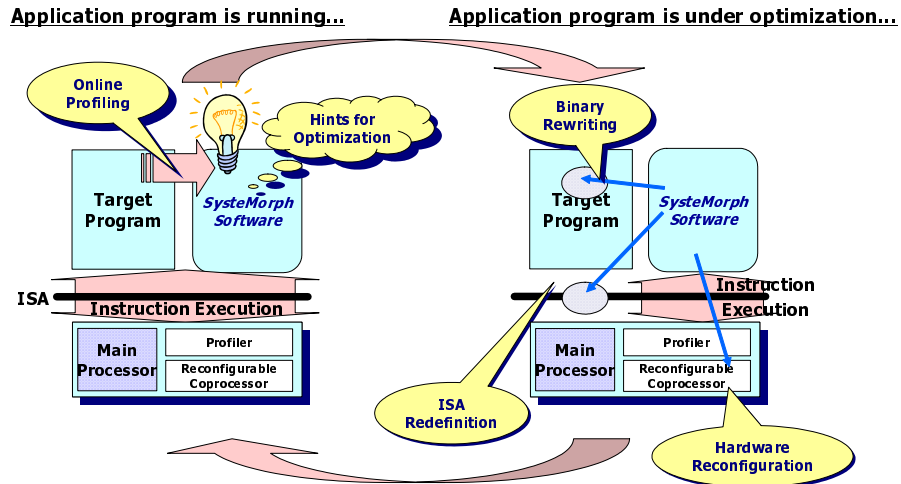 Application program is running...
Application program is under optimization...
Online
Profiling
Hints for
Optimization
Target
Program
SysteMorph
Software
ISA
Instruction Execution
Main
Processor
Profiler
Reconfigurable
Coprocessor
Binary
Rewriting
Target
Program
SysteMorph
Software
Instruction
Execution
Main
Processor
Profiler
Reconfigurable
Coprocessor
ISA
Redefinition
Hardware
Reconfiguration